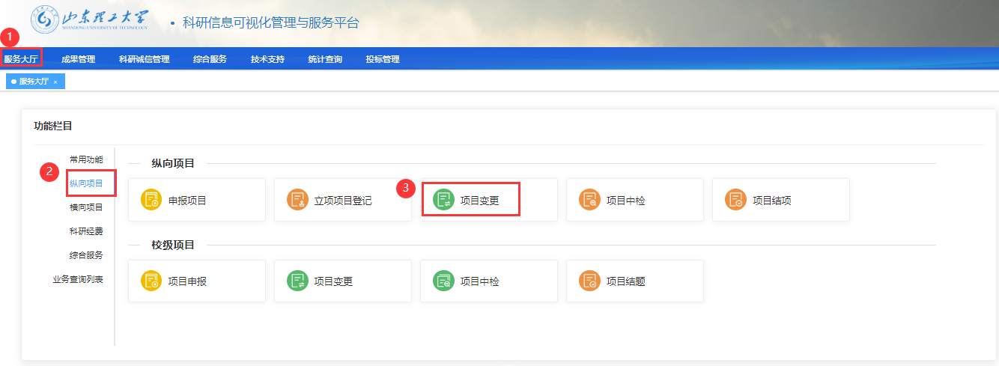 山东理工大学
SHANDONG UNIVERSITY OF TECHNOLOGY
• 科研信息可视化管理与服务平台
1
服务大厅 成果管理 科研诚信管理 综合服务 技术支持 统计查询 投标管理
服务大厅 ×
功能栏目
常用功能
2
纵向项目
横向项目
科研经费
综合服务
业务查询列表
纵向项目
申报项目 立项项目登记 3 项目变更 项目中检 项目结项
校级项目
项目申报 项目变更 项目中检 项目结题